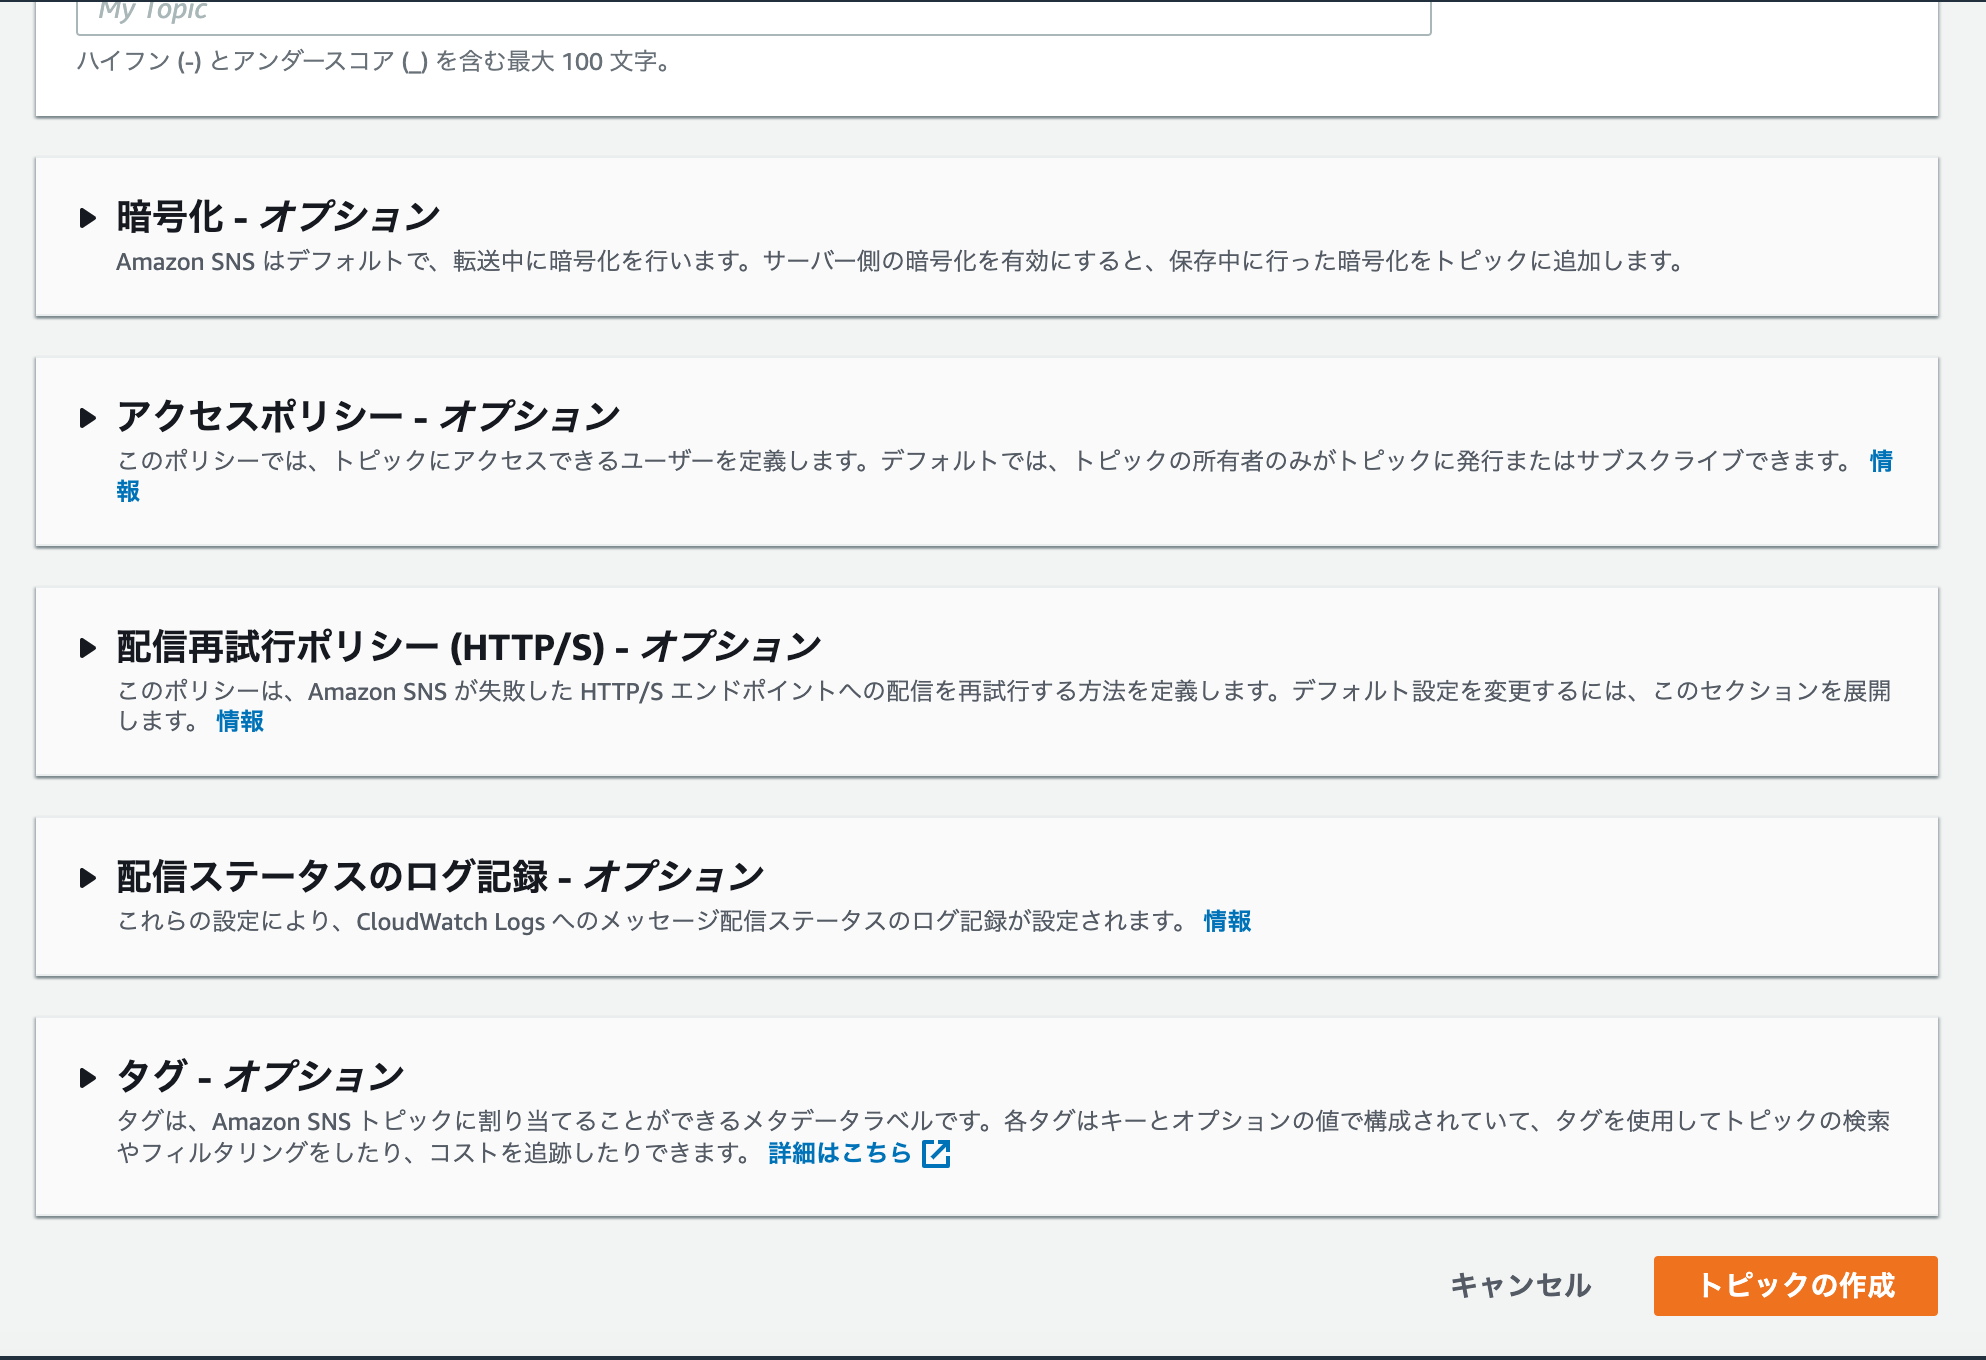 My Topic
ハイフン (-) とアンダースコア (_) を含む最大 100 文字。
暗号化 - オプション
Amazon SNS はデフォルトで、転送中に暗号化を行います。サーバー側の暗号化を有効にすると、保存中に行った暗号化をトピックに追加します。
アクセスポリシー - オプション
このポリシーでは、トピックにアクセスできるユーザーを定義します。デフォルトでは、トピックの所有者のみがトピックに発行またはサブスクライブできます。 情
報
配信再試行ポリシー (HTTP/S) - オプション
このポリシーは、Amazon SNS が失敗した HTTP/S エンドポイントへの配信を再試行する方法を定義します。デフォルト設定を変更するには、このセクションを展開
します。 情報
配信ステータスのログ記録 - オプション
これらの設定により、CloudWatch Logs へのメッセージ配信ステータスのログ記録が設定されます。 情報
タグ - オプション
タグは、Amazon SNS トピックに割り当てることができるメタデータラベルです。各タグはキーとオプションの値で構成されていて、タグを使用してトピックの検索
やフィルタリングをしたり、コストを追跡したりできます。 詳細はこちら
キャンセル
トピックの作成